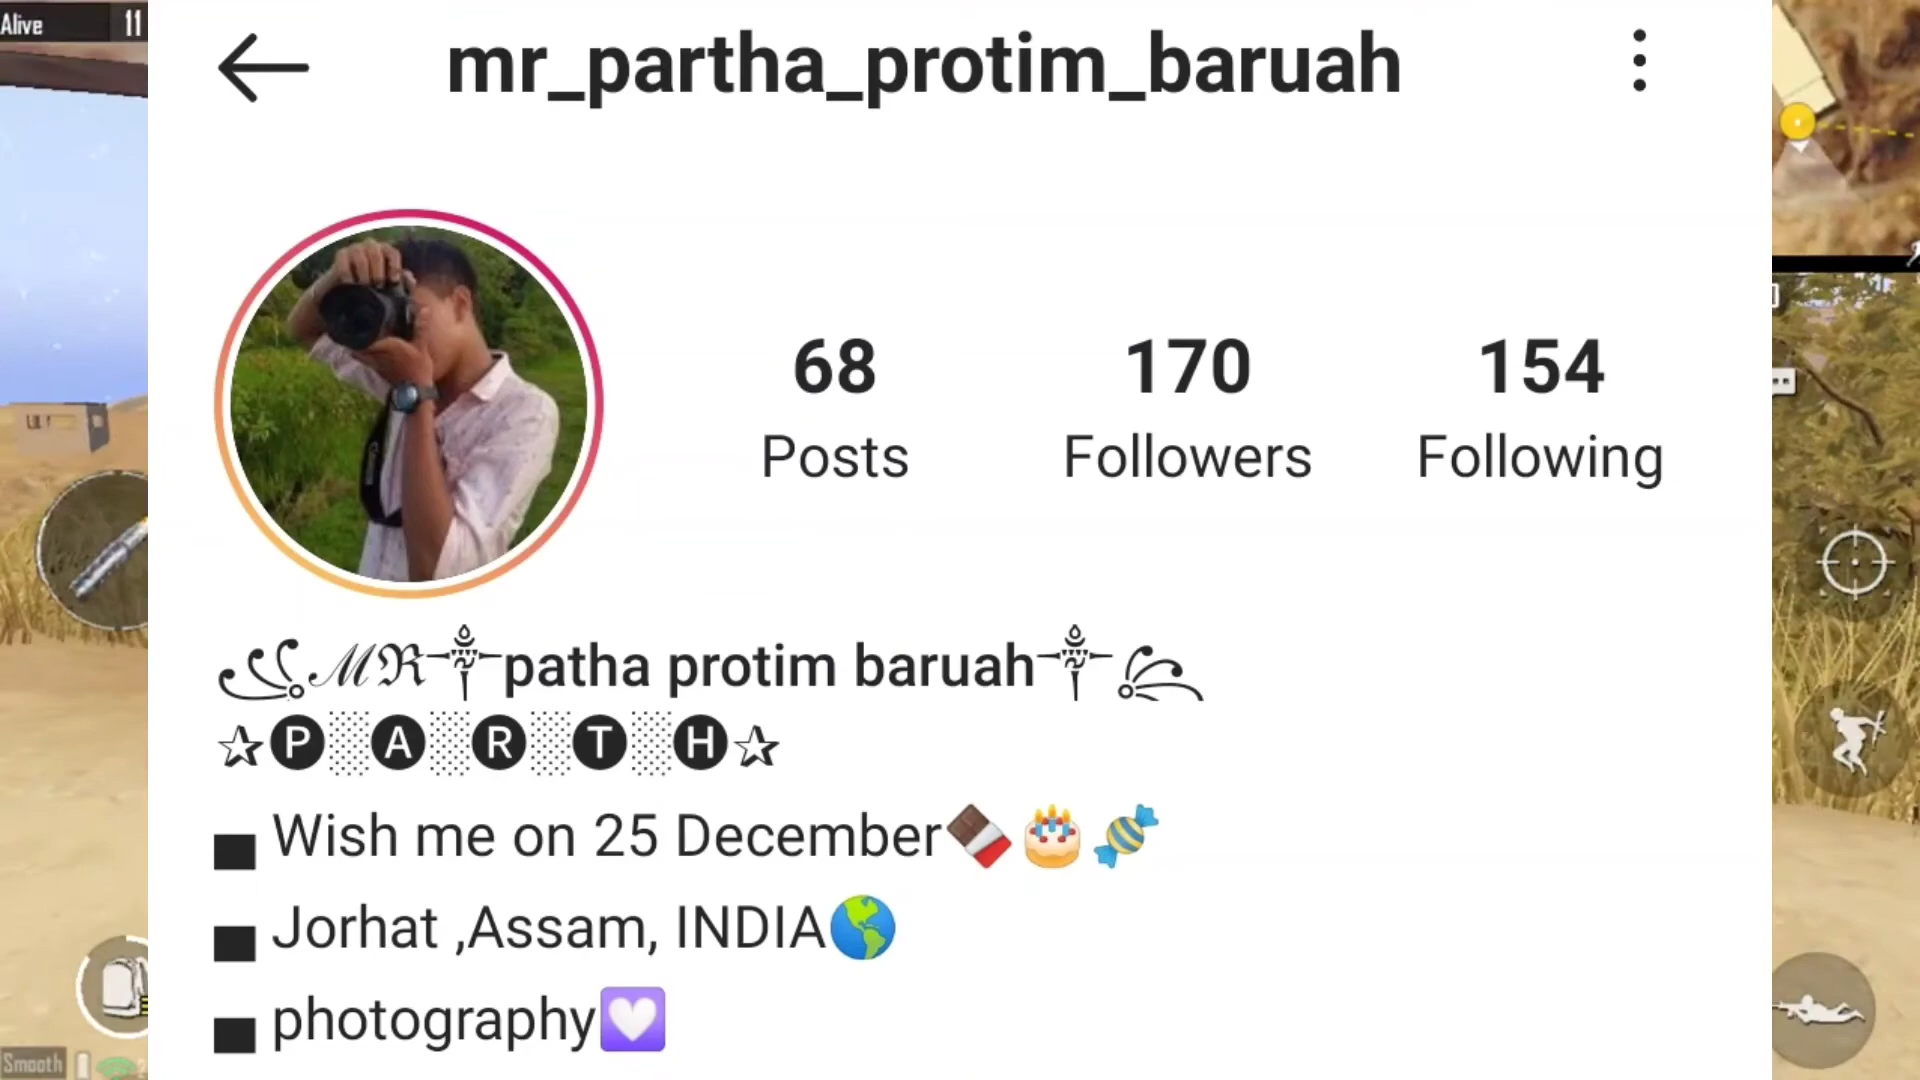 Alive 11
mr_partha_protim_baruah
68 170 154
Posts Followers Following
ℳℜ༒patha protim baruah༒
☆🅟░🅐░🅡░🅣░🅗☆
▄ Wish me on 25 December🍫🎂🍬
▄ Jorhat ,Assam, INDIA🌎
▄ photography💟
Smooth